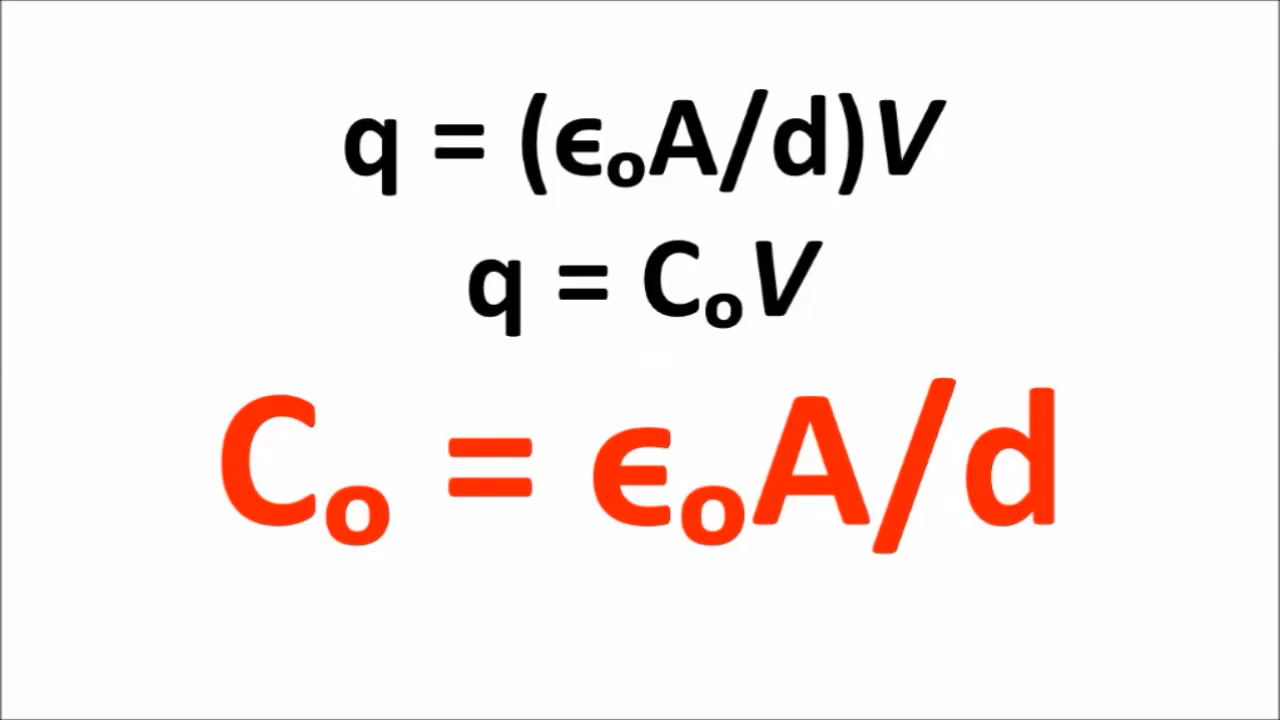 q = (ϵₒA/d)V
q = CₒV
Cₒ = ϵₒA/d